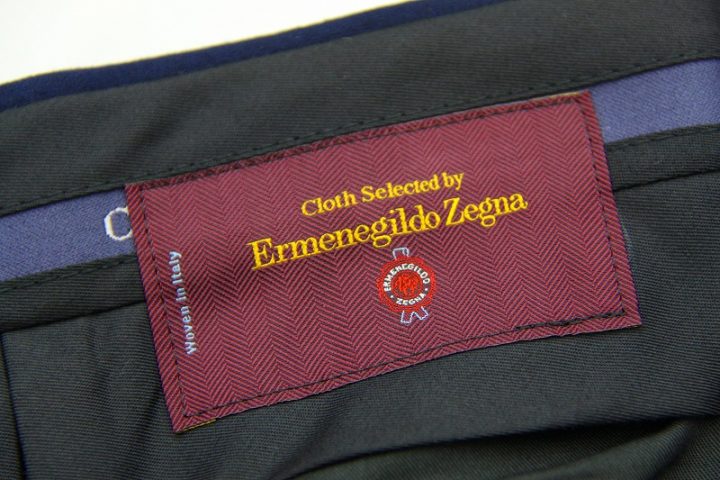 Cloth Selected by
Ermenegildo Zegna
ERMENEGILDO
ZEGNA
Woven in Italy
C